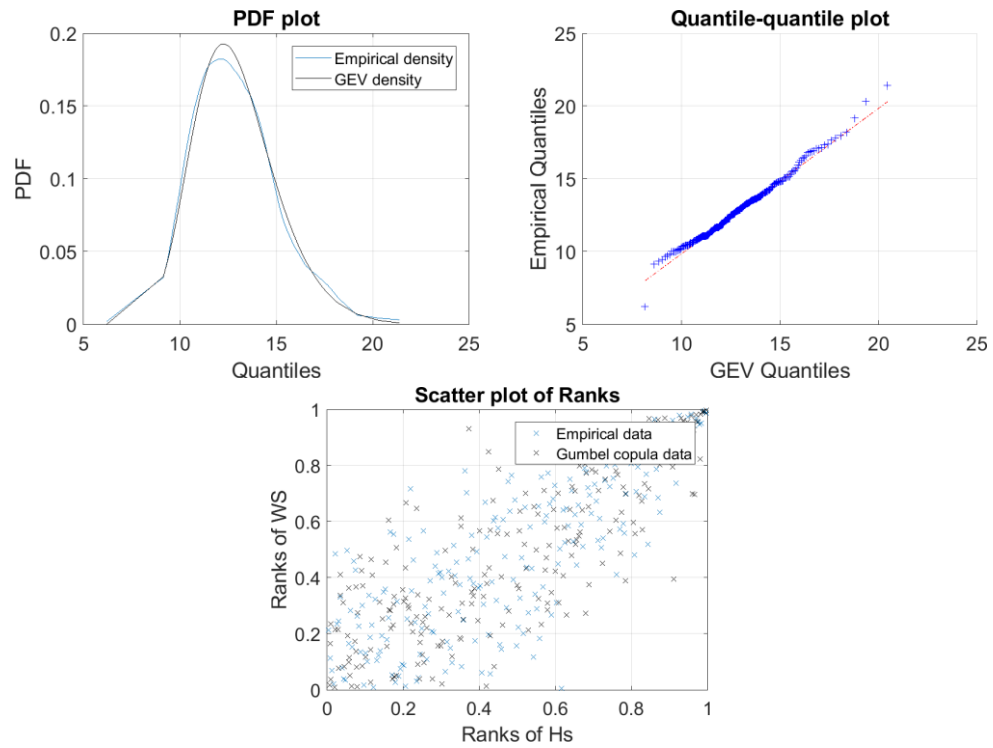 PDF plot
0.2
0.15
0.1
0.05
0
PDF
5
10
15
20
25
Quantiles
Empirical density
GEV density
Quantile-quantile plot
25
20
15
10
5
Empirical Quantiles
5
10
15
20
25
GEV Quantiles
Scatter plot of Ranks
1
0.8
0.6
0.4
0.2
0
Ranks of WS
0
0.2
0.4
0.6
0.8
1
Ranks of Hs
Empirical data
Gumbel copula data